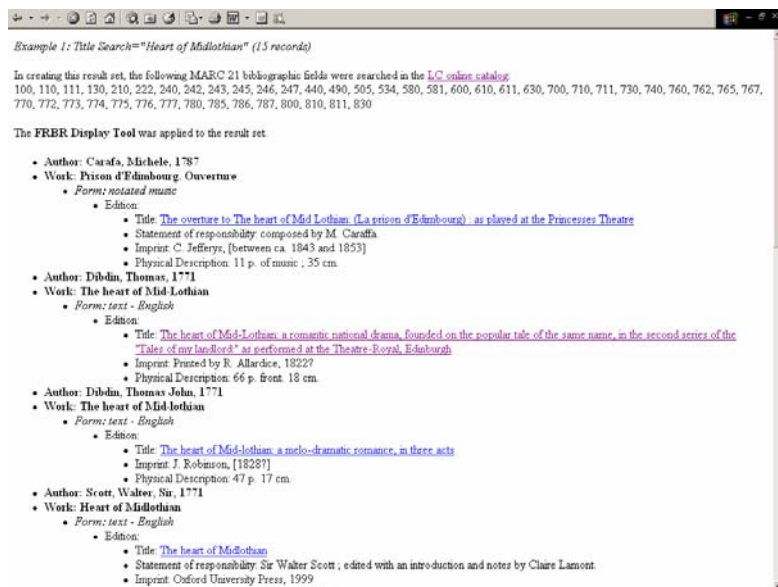 Example 1: Title Search="Heart of Midlothian" (15 records)
In creating this result set, the following MARC 21 bibliographic fields were searched in the LC online catalog:
100, 110, 111, 130, 210, 222, 240, 242, 243, 245, 246, 247, 440, 490, 505, 534, 580, 581, 600, 610, 611, 630, 700, 710, 711, 730, 740, 760, 762, 765, 767,
770, 772, 773, 774, 775, 776, 777, 780, 785, 786, 787, 800, 810, 811, 830
The FRBR Display Tool was applied to the result set.
• Author: Carafa, Michele, 1787
• Work: Prison d'Edimbourg. Ouverture
• Form: notated music
• Edition:
• Title: The overture to The heart of Mid Lothian: (La prison d'Edimbourg) : as played at the Princesses Theatre
• Statement of responsibility: composed by M. Caraffa.
• Imprint: C. Jefferys, [between ca. 1843 and 1853]
• Physical Description: 11 p. of music ; 35 cm.
• Author: Dibdin, Thomas, 1771
• Work: The heart of Mid-Lothian
• Form: text - English
• Edition:
• Title: The heart of Mid-Lothian: a romantic national drama, founded on the popular tale of the same name, in the second series of the
"Tales of my landlord" as performed at the Theatre-Royal, Edinburgh
• Imprint: Printed by R. Allardice, 1822?
• Physical Description: 66 p. front. 18 cm.
• Author: Dibdin, Thomas John, 1771
• Work: The heart of Mid-lothian
• Form: text - English
• Edition:
• Title: The heart of Mid-lothian: a melo-dramatic romance, in three acts
• Imprint: J. Robinson, [1828?]
• Physical Description: 47 p. 17 cm.
• Author: Scott, Walter, Sir, 1771
• Work: Heart of Midlothian
• Form: text - English
• Edition:
• Title: The heart of Midlothian
• Statement of responsibility: Sir Walter Scott ; edited with an introduction and notes by Claire Lamont.
• Imprint: Oxford University Press, 1999